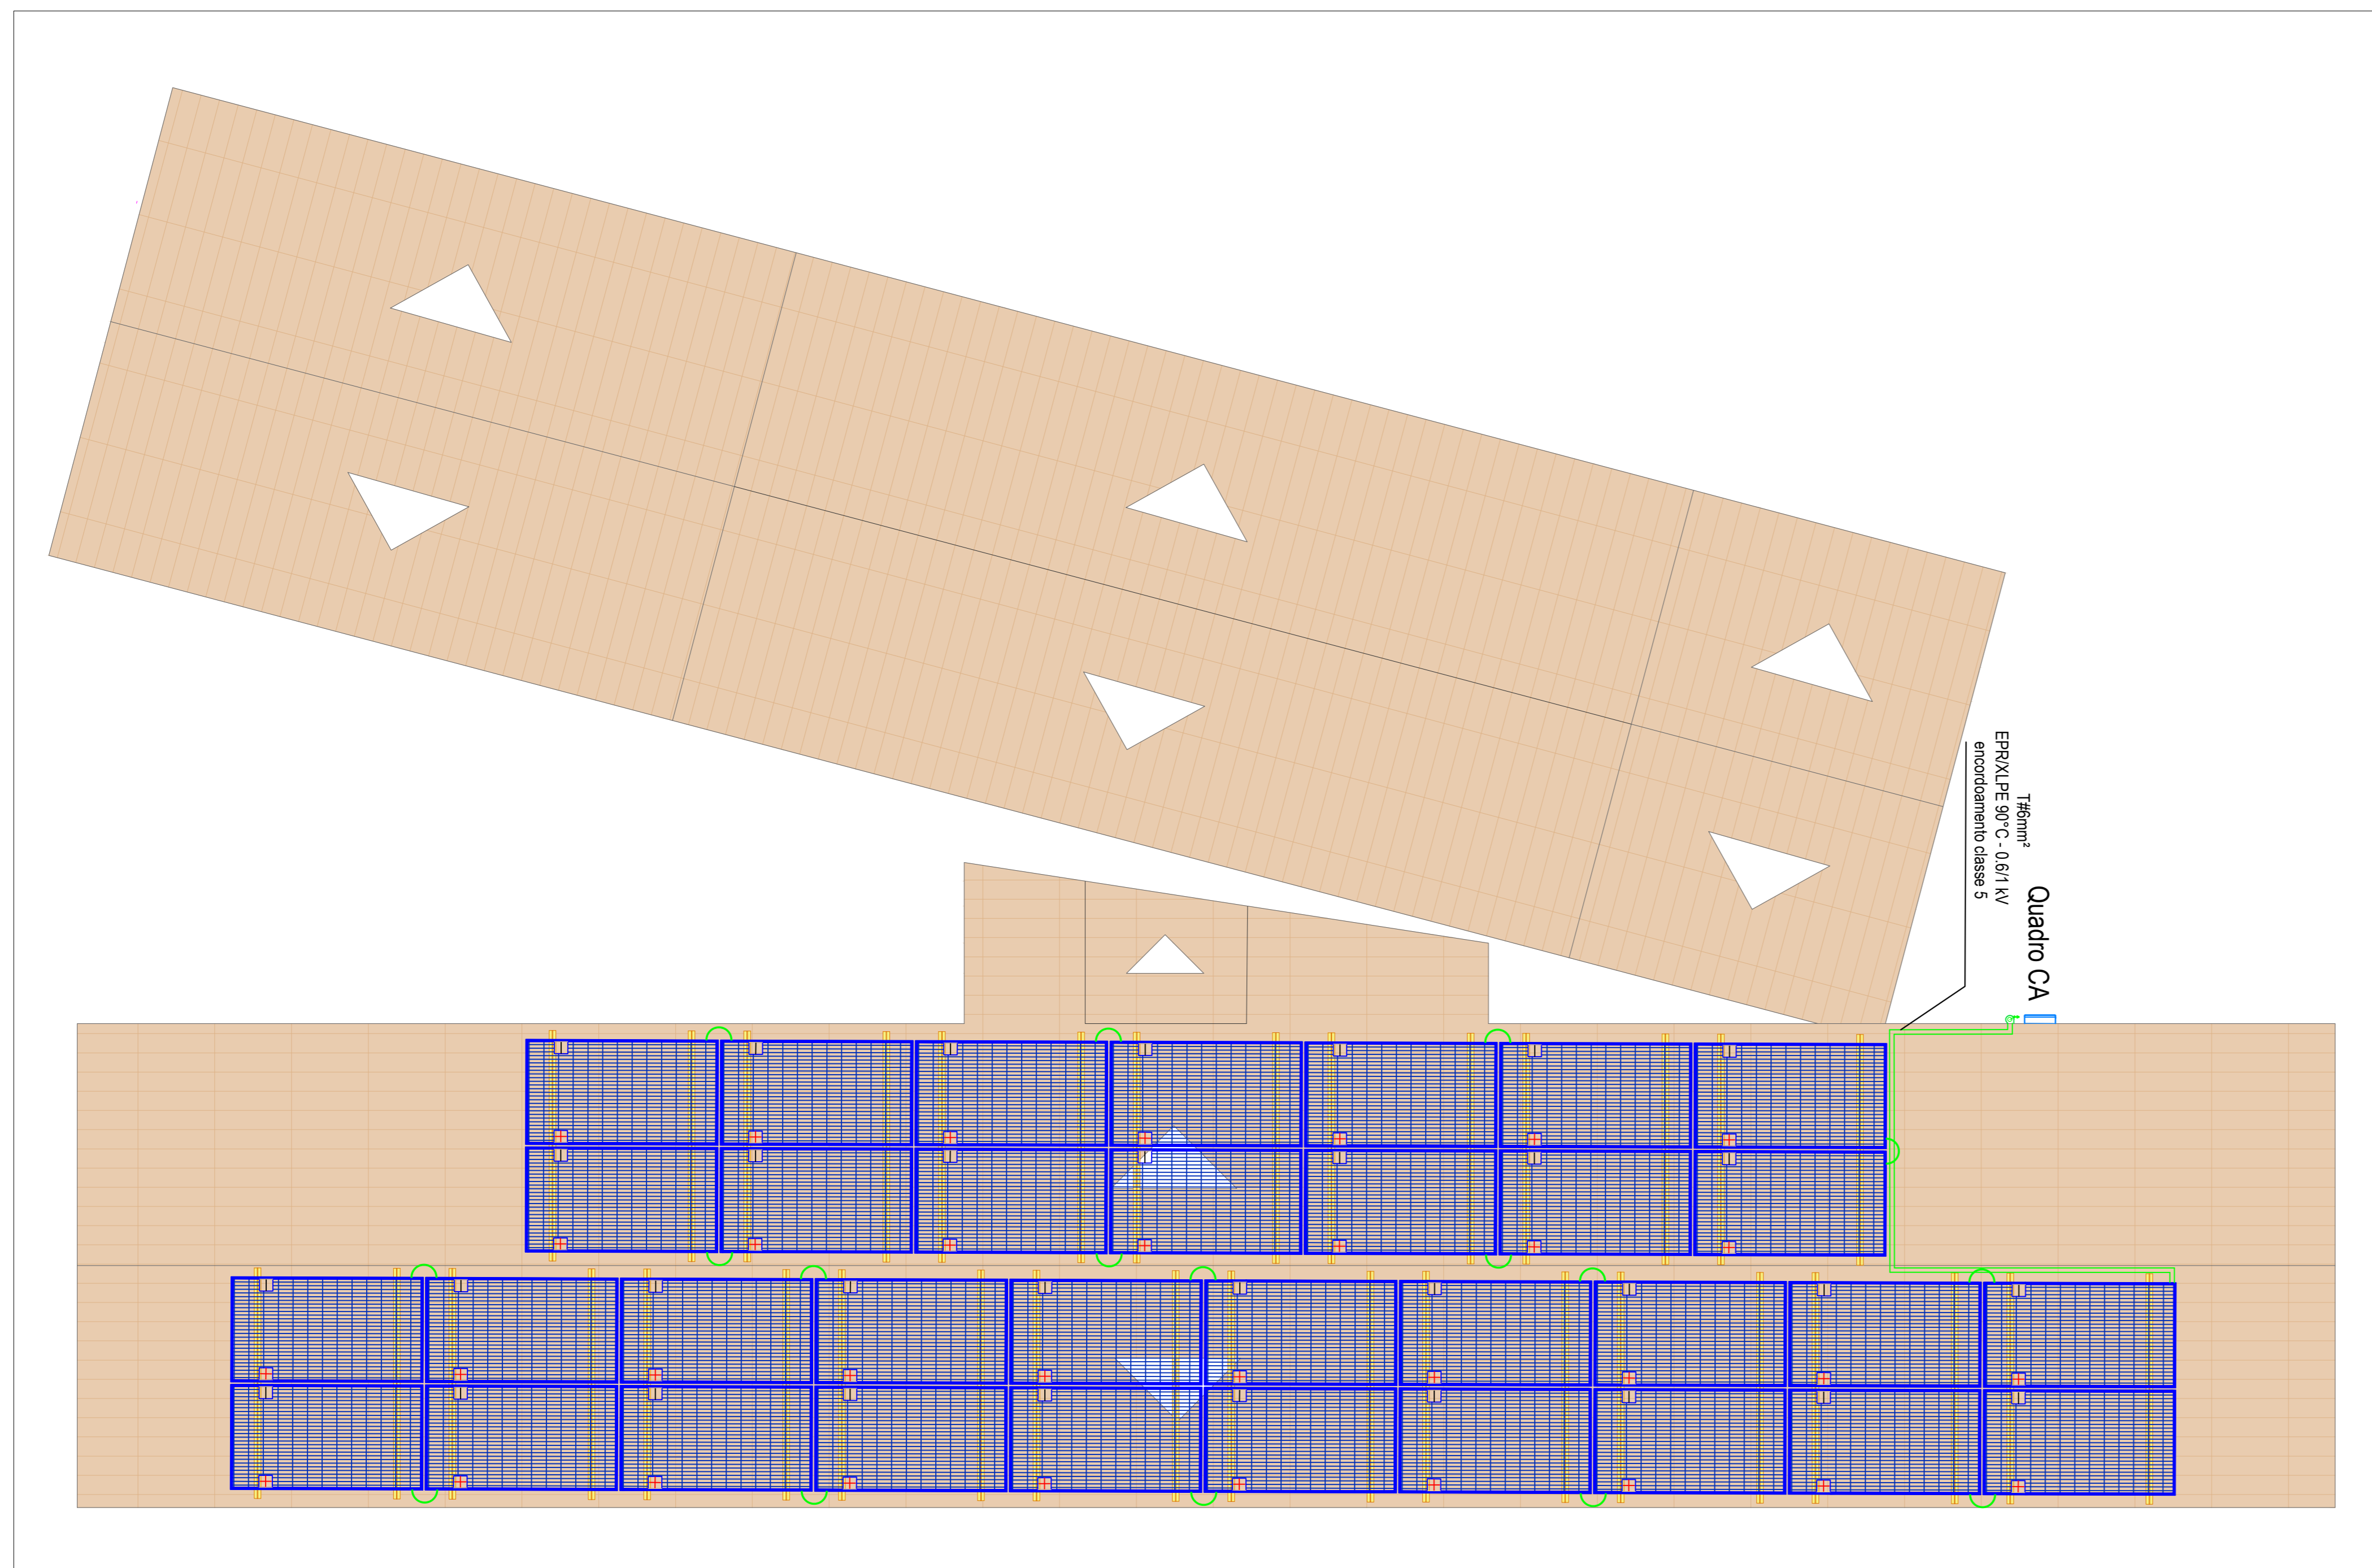 T#6mm²
EPR/XLPE 90°C - 0.6/1 kV
encordoamento classe 5
Quadro CA